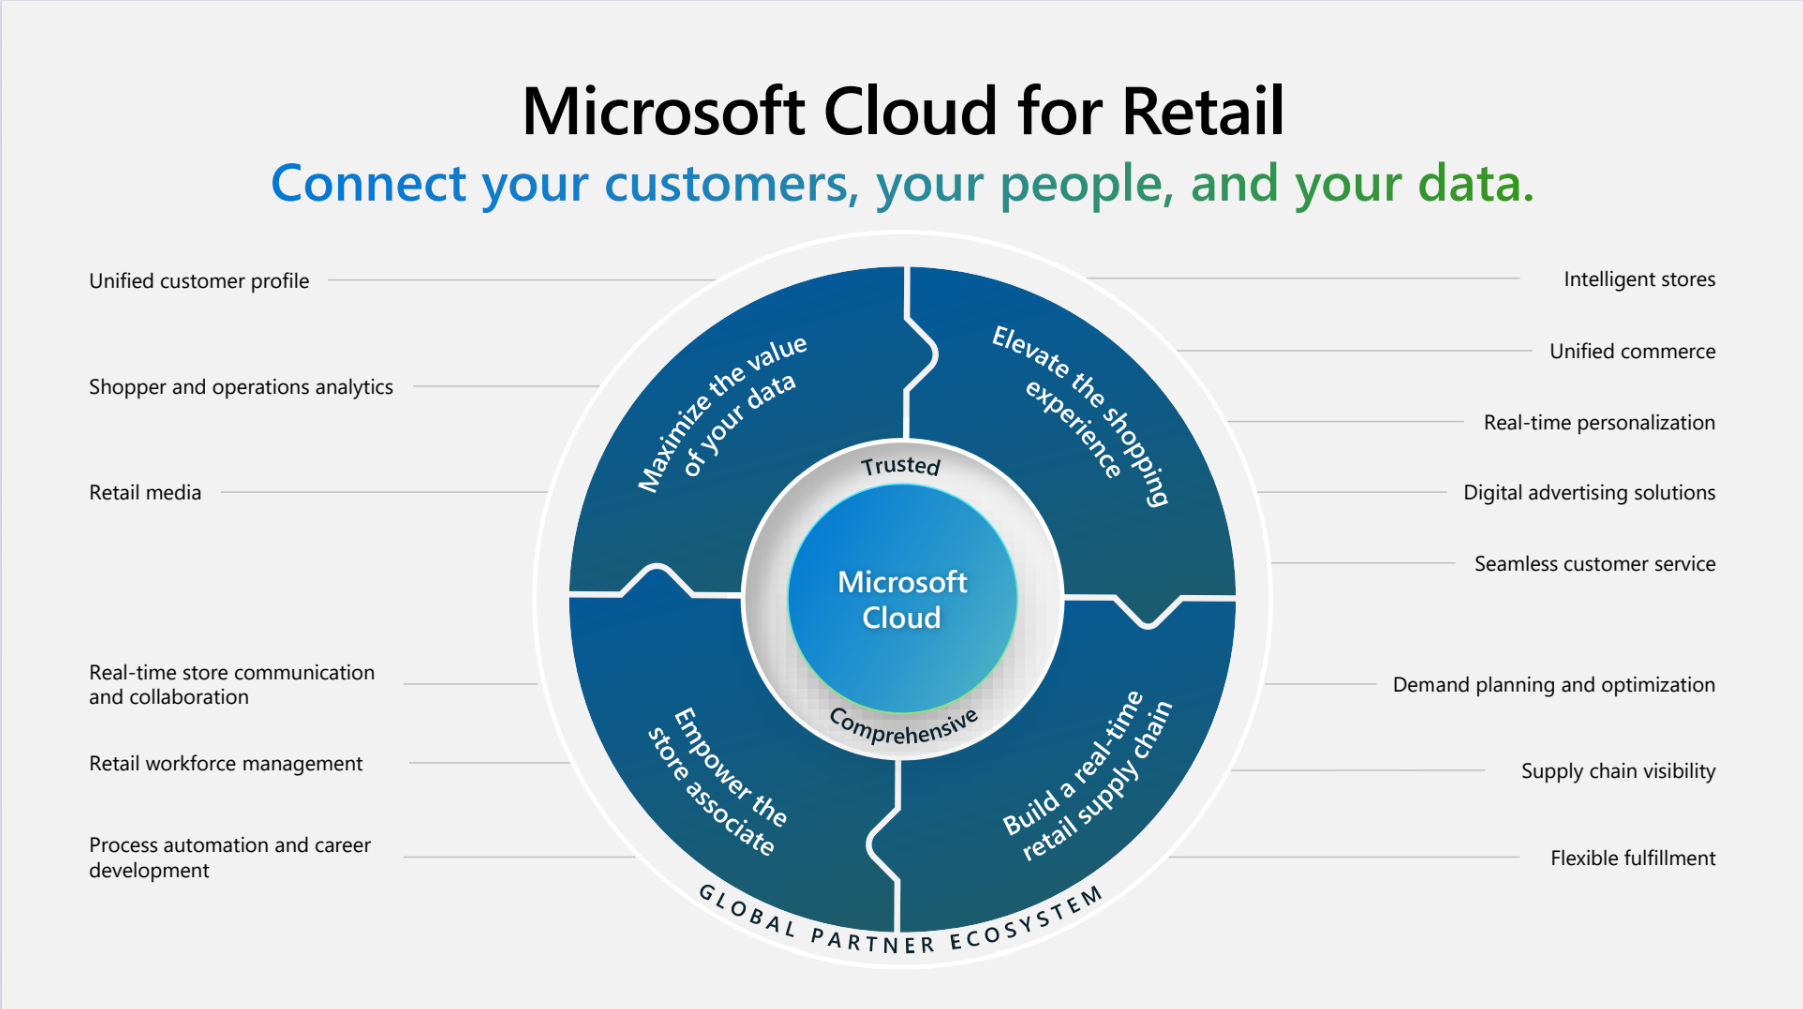 Microsoft Cloud for Retail
Connect your customers, your people, and your data.
Unified customer profile
Shopper and operations analytics
Retail media
Maximize the value
of your data
Elevate the shopping
experience
Intelligent stores
Unified commerce
Real-time personalization
Digital advertising solutions
Seamless customer service
Trusted
Microsoft
Cloud
Comprehensive
Real-time store communication
and collaboration
Retail workforce management
Process automation and career
development
Empower the
store associate
Build a real-time
retail supply chain
Demand planning and optimization
Supply chain visibility
Flexible fulfillment
GLOBAL PARTNER ECOSYSTEM